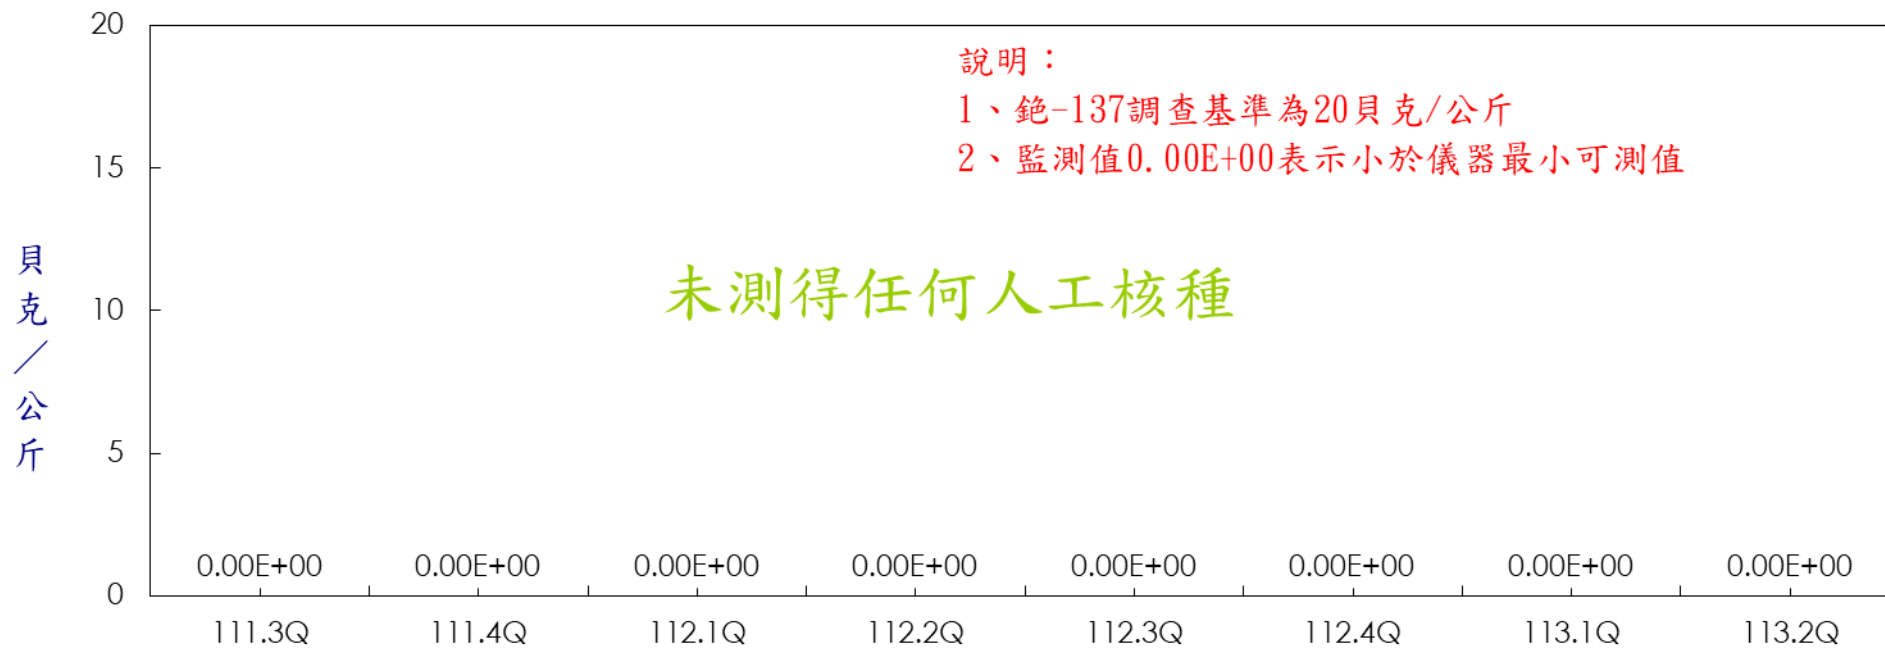 20
說明：
1、銫-137調查基準為20貝克/公斤
2、監測值0.00E+00表示小於儀器最小可測值
15
貝克／公斤
未測得任何人工核種
10
5
0.00E+00 0.00E+00 0.00E+00 0.00E+00 0.00E+00 0.00E+00 0.00E+00 0.00E+00
0
111.3Q 111.4Q 112.1Q 112.2Q 112.3Q 112.4Q 113.1Q 113.2Q